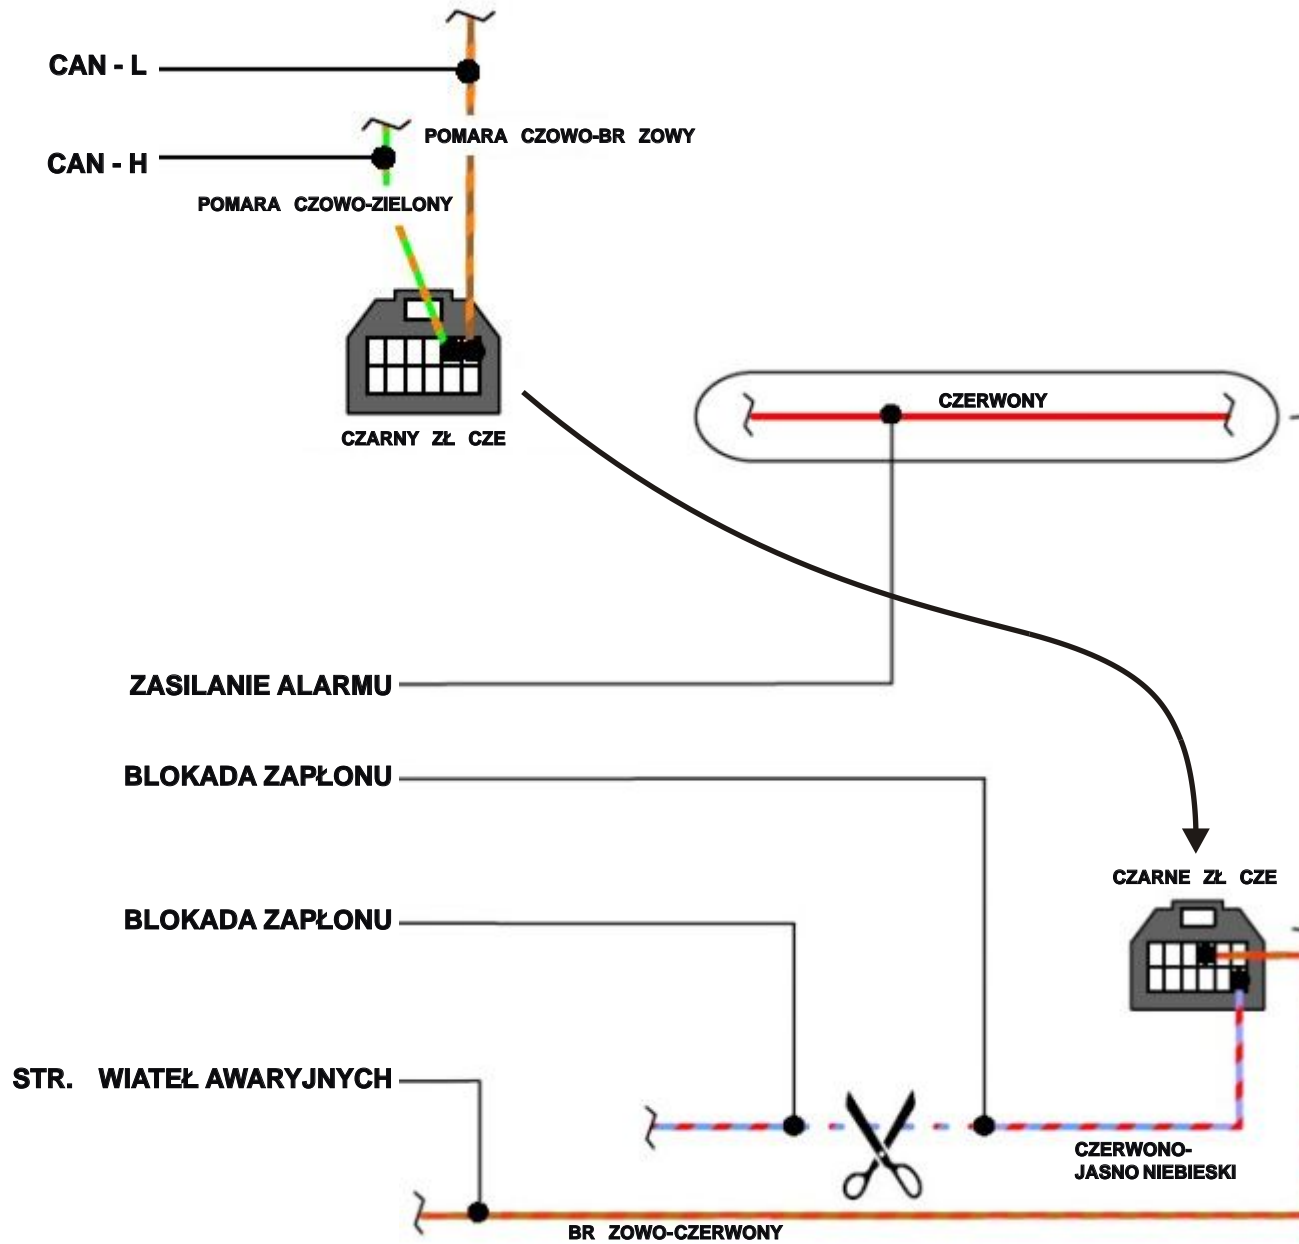 CAN - L
POMARA CZOWO-BR ZOWY
CAN - H
POMARA CZOWO-ZIELONY
CZARNY ZŁ CZE
CZERWONY
ZASILANIE ALARMU
BLOKADA ZAPŁONU
CZARNE ZŁ CZE
BLOKADA ZAPŁONU
STR. WIATEŁ AWARYJNYCH
CZERWONO-
JASNO NIEBIESKI
BR ZOWO-CZERWONY